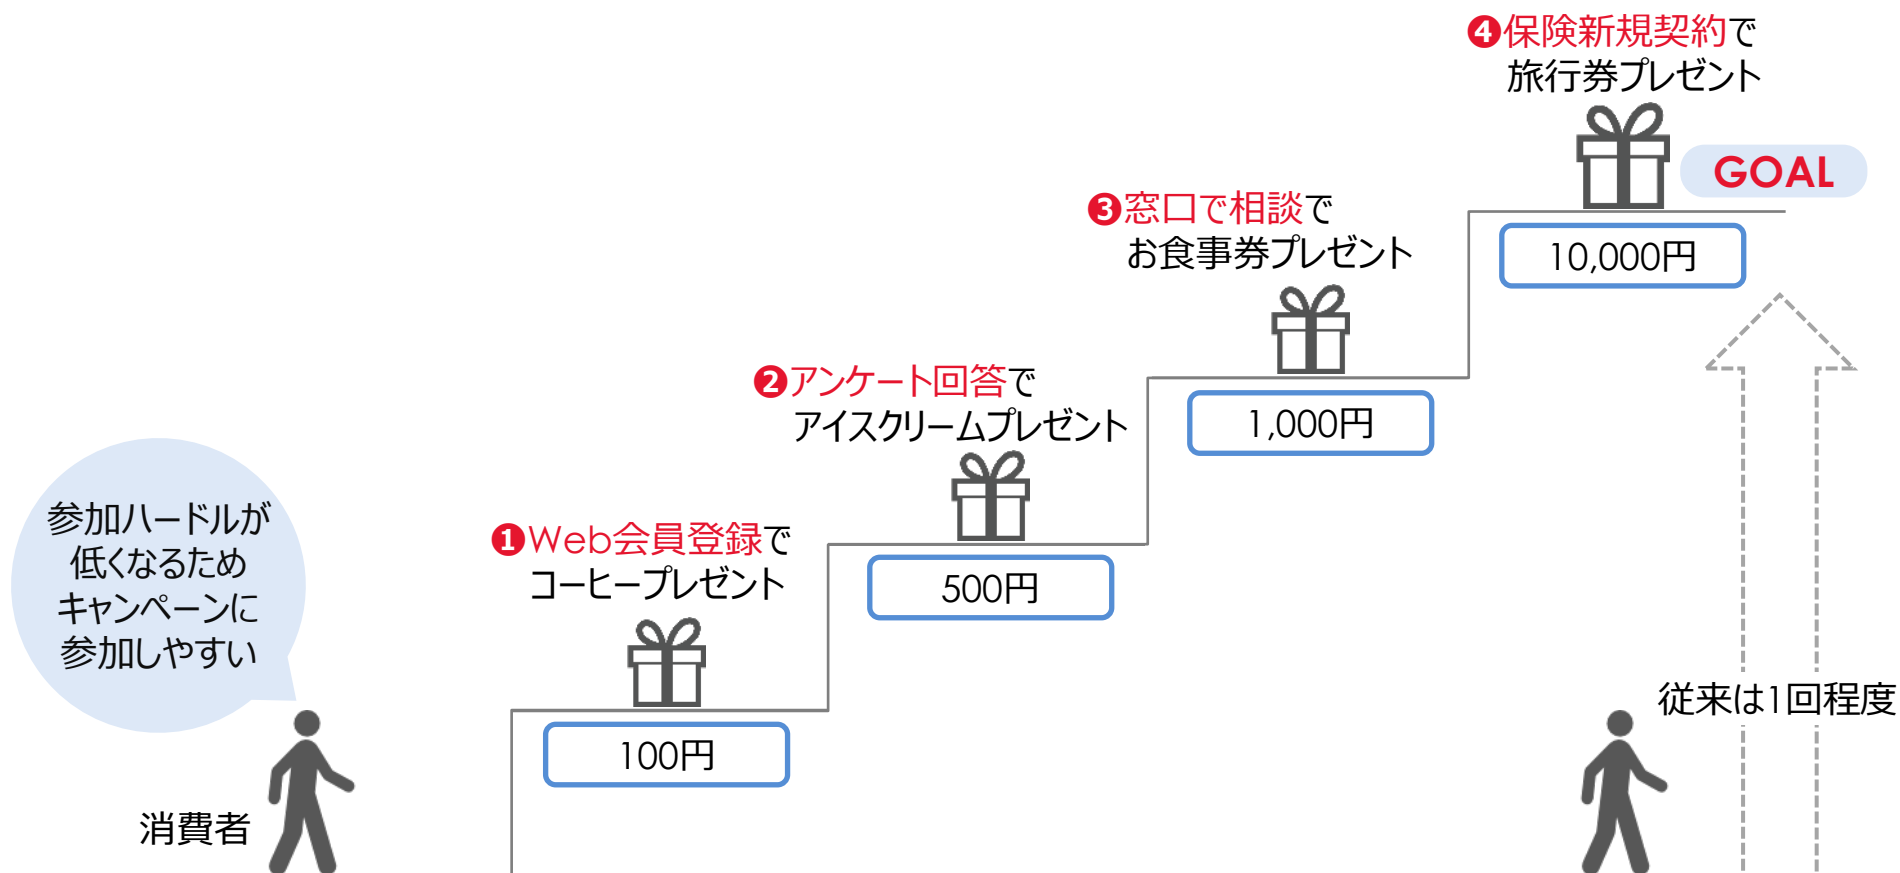 ❹保険新規契約で
旅行券プレゼント
GOAL
10,000円
❸窓口で相談で
お食事券プレゼント
1,000円
❷アンケート回答で
アイスクリームプレゼント
500円
❶Web会員登録で
コーヒープレゼント
100円
参加ハードルが
低くなるため
キャンペーンに
参加しやすい
消費者
従来は1回程度